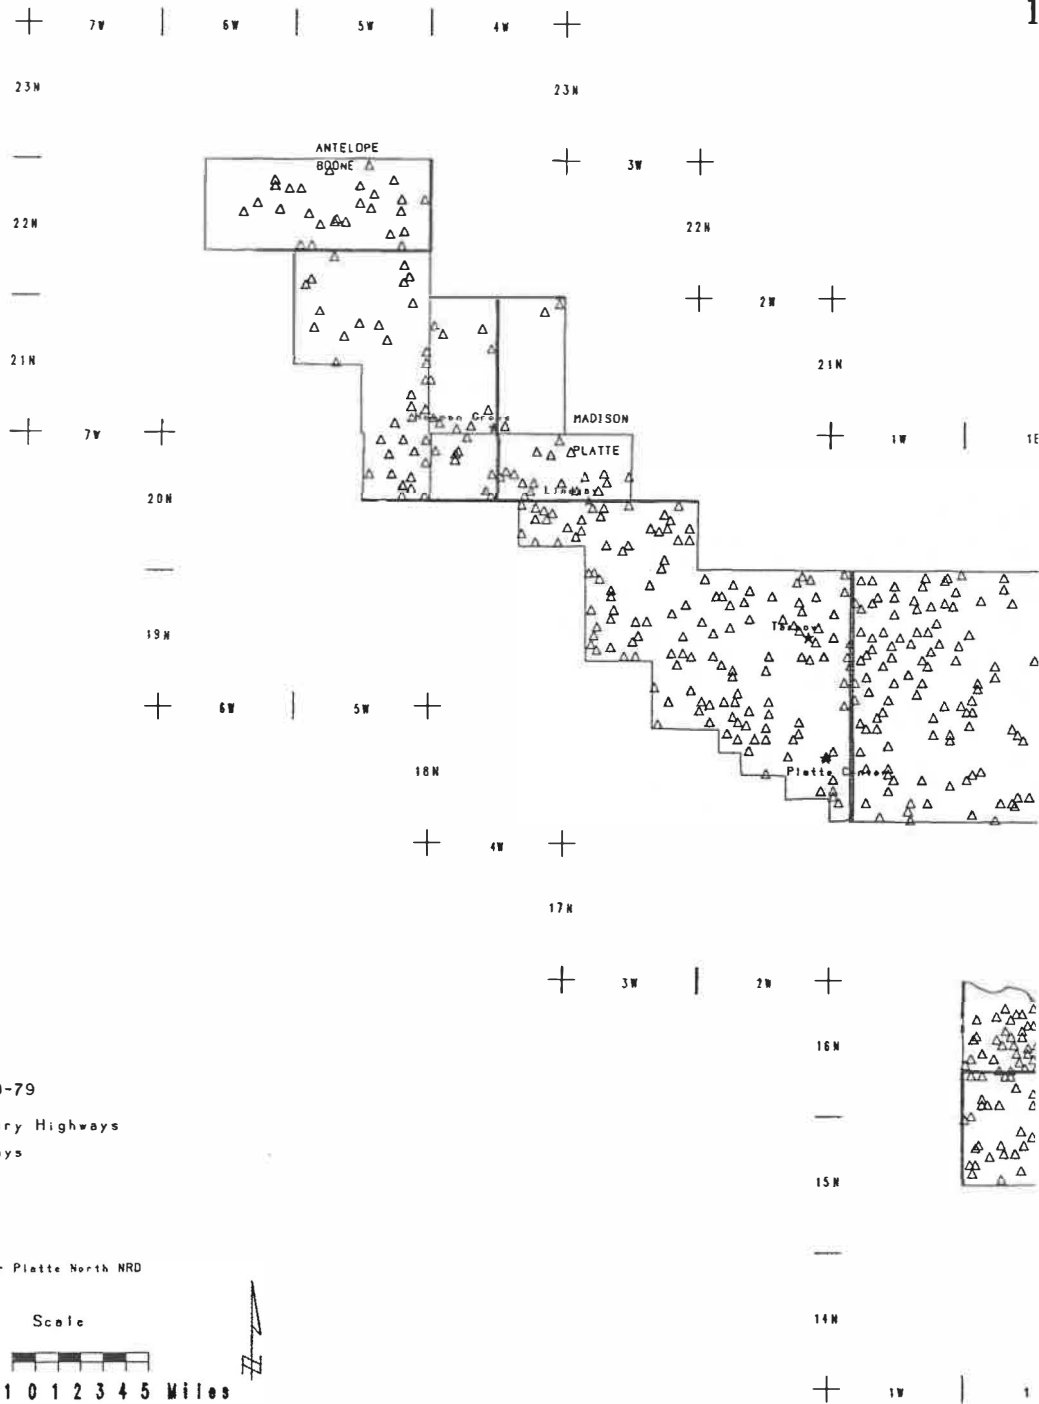 1
7W 6W 5W 4W
23N 23N
ANTELOPE
BOONE
3W
22N 22N
2W
21N 21N
MADISON
7W 1W 1E
PLATTE
20N
Lindsay
19N
Tarnov
6W 5W
18N
Platte Center
4W
17N
3W 2W
16N
-79
ry Highways
ys
15N
Platte North NRD
Scale
14N
1 0 1 2 3 4 5 Miles
1W 1